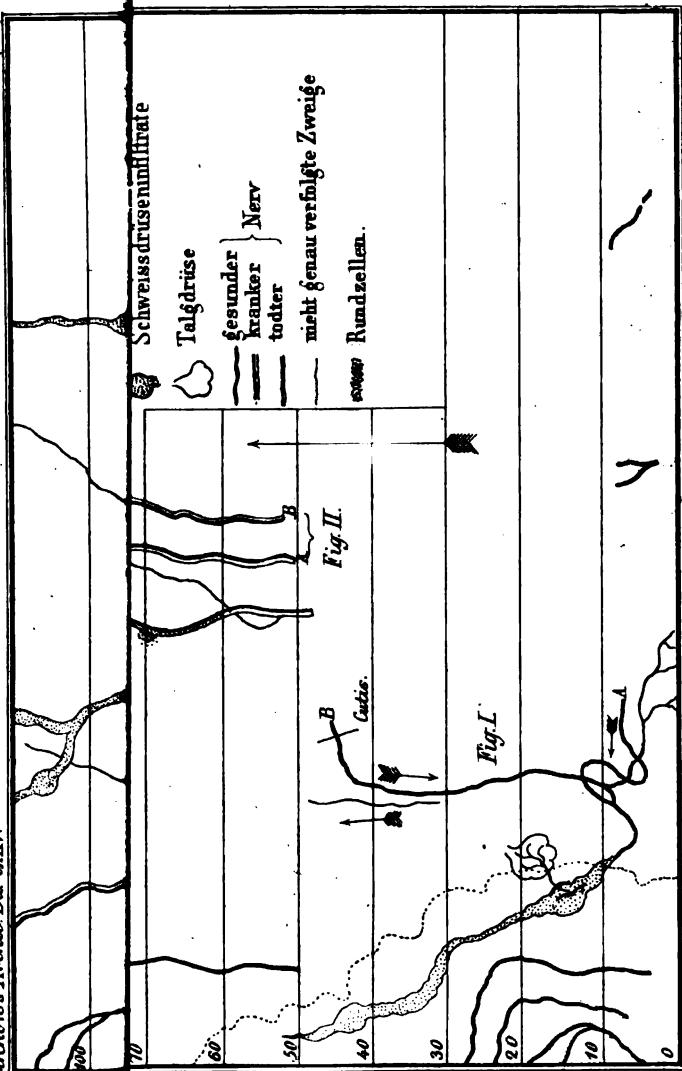 Schweissdrüseninfiltrate
Talgdrüse
gesunder
kranker } Nerv
todter
nicht genau verfolgte Zweige
Rundzellen.
Fig. II.
A
B
Fig. I.
B
Cutis.
A
100
70
60
50
40
30
20
10
0